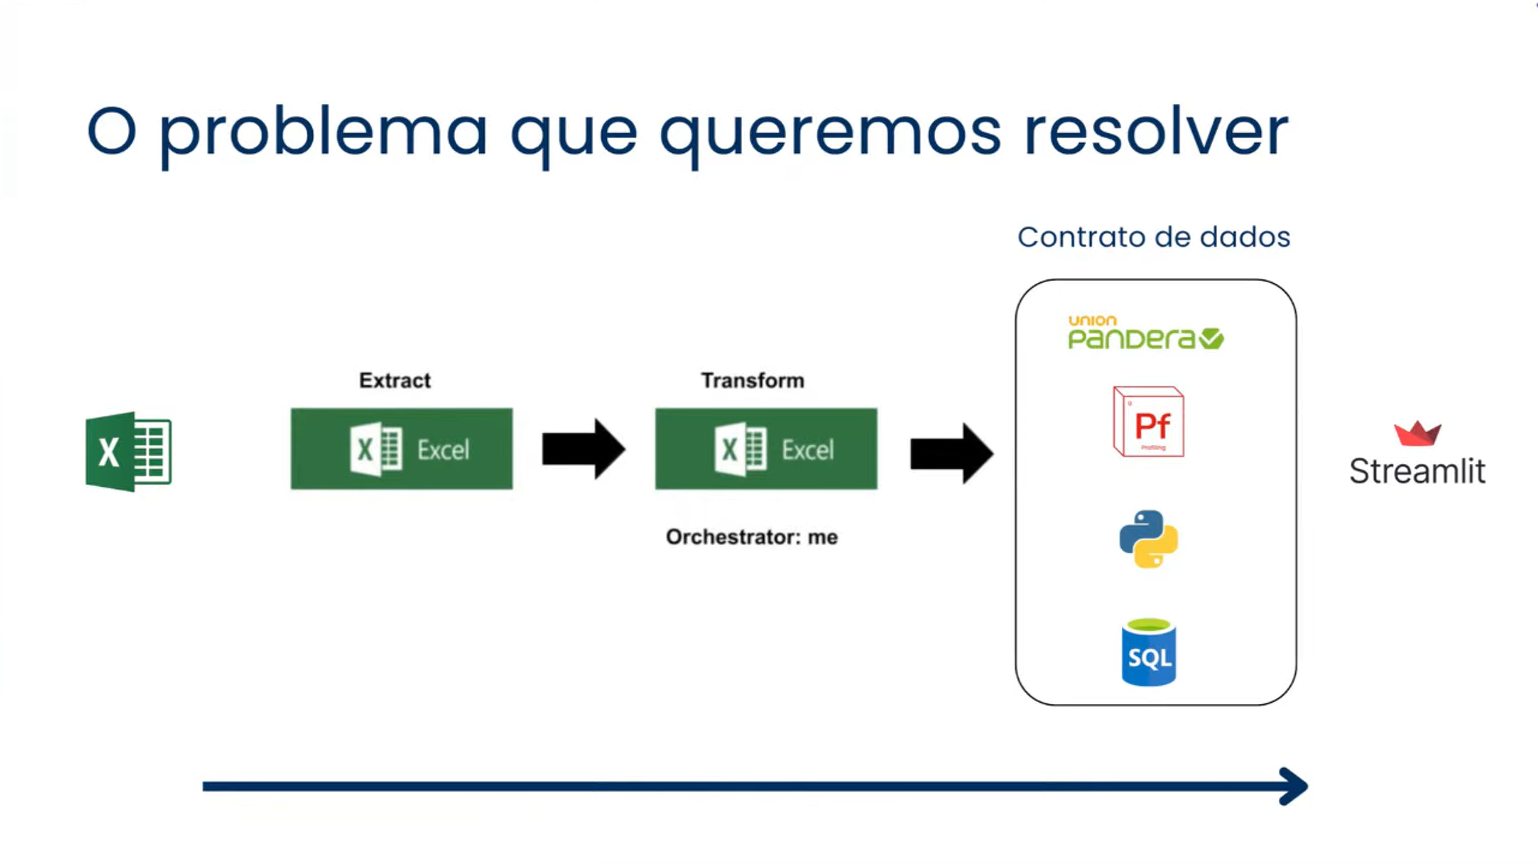 O problema que queremos resolver
Contrato de dados
UNION
Pandera
Extract
Transform
X
X Excel
X Excel
Pf
Profiling
Streamlit
Orchestrator: me
SQL